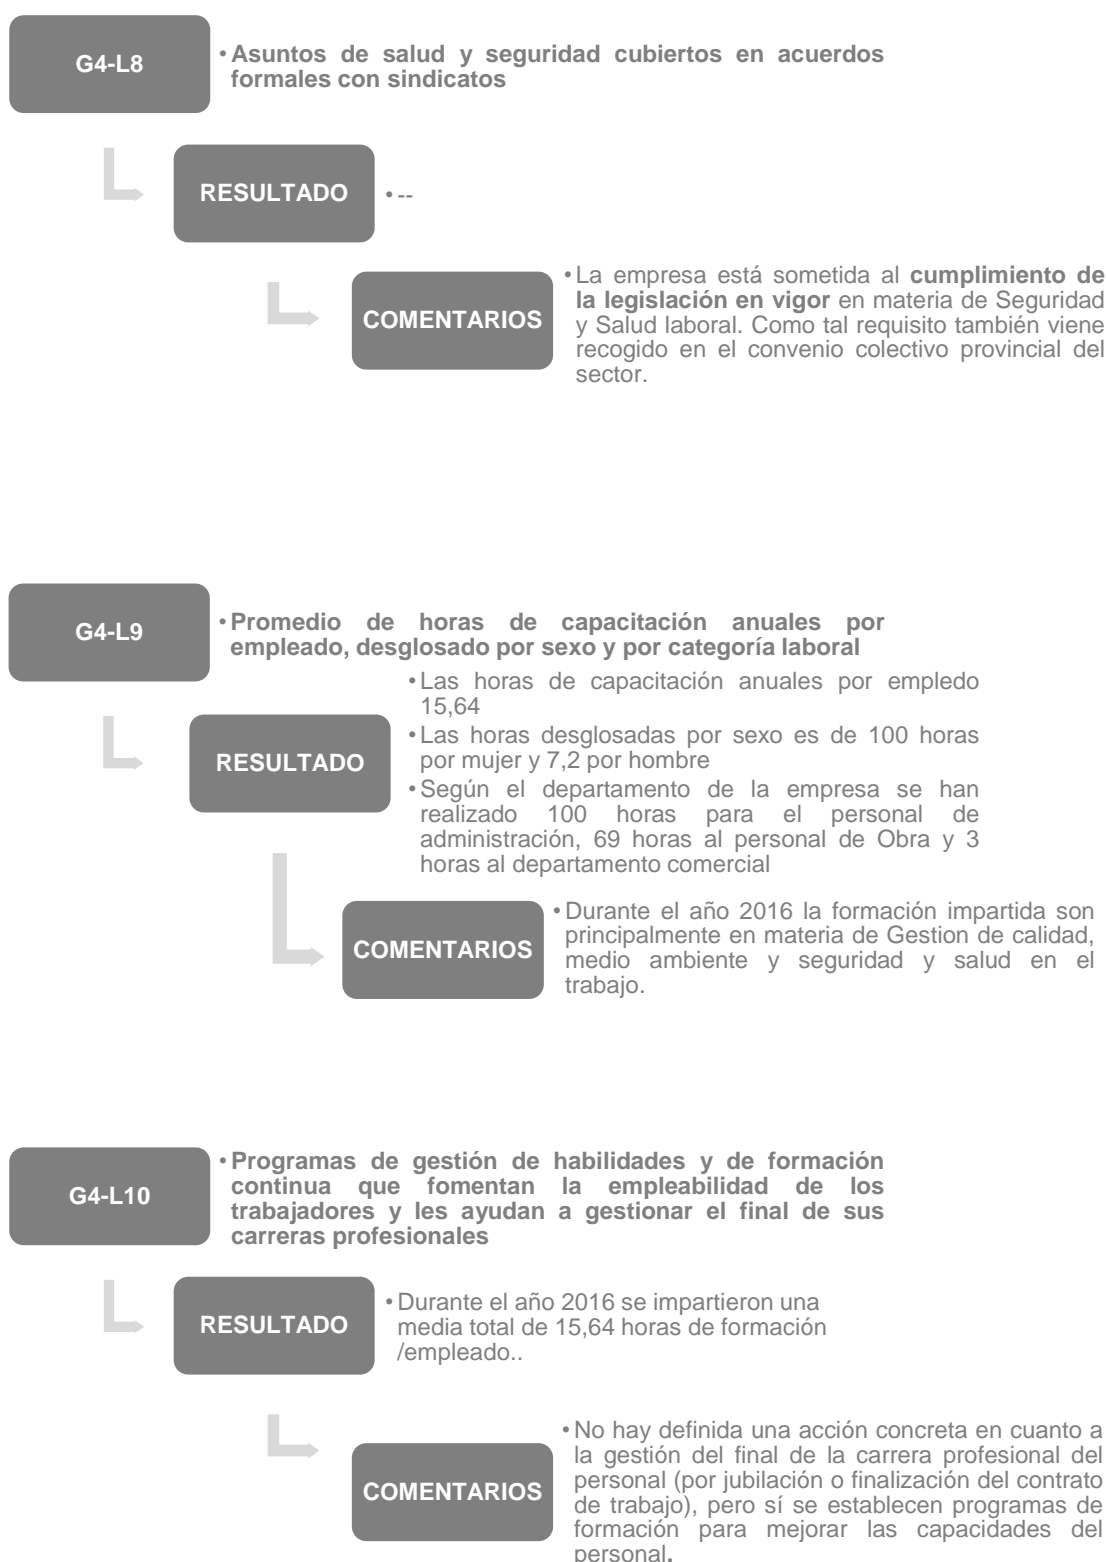 G4-L8
• Asuntos de salud y seguridad cubiertos en acuerdos
formales con sindicatos
RESULTADO
• --
COMENTARIOS
• La empresa está sometida al cumplimiento de
la legislación en vigor en materia de Seguridad
y Salud laboral. Como tal requisito también viene
recogido en el convenio colectivo provincial del
sector.
G4-L9
• Promedio de horas de capacitación anuales por
empleado, desglosado por sexo y por categoría laboral
RESULTADO
• Las horas de capacitación anuales por empledo
15,64
• Las horas desglosadas por sexo es de 100 horas
por mujer y 7,2 por hombre
• Según el departamento de la empresa se han
realizado 100 horas para el personal de
administración, 69 horas al personal de Obra y 3
horas al departamento comercial
COMENTARIOS
• Durante el año 2016 la formación impartida son
principalmente en materia de Gestion de calidad,
medio ambiente y seguridad y salud en el
trabajo.
G4-L10
• Programas de gestión de habilidades y de formación
continua que fomentan la empleabilidad de los
trabajadores y les ayudan a gestionar el final de sus
carreras profesionales
RESULTADO
• Durante el año 2016 se impartieron una
media total de 15,64 horas de formación
/empleado..
COMENTARIOS
• No hay definida una acción concreta en cuanto a
la gestión del final de la carrera profesional del
personal (por jubilación o finalización del contrato
de trabajo), pero sí se establecen programas de
formación para mejorar las capacidades del
personal.